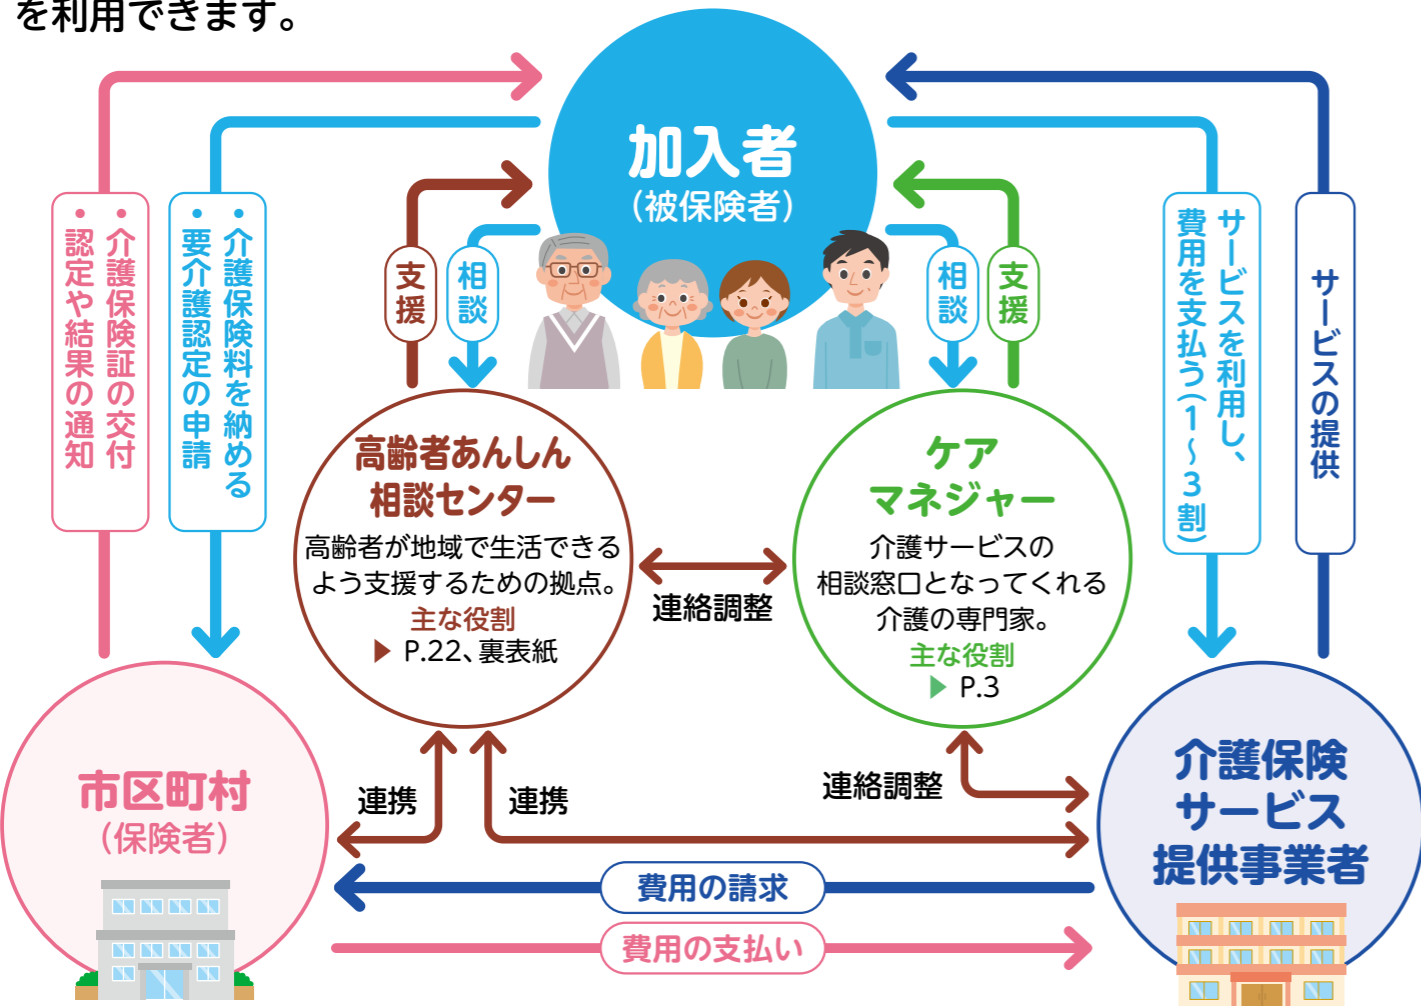 を利用できます。
加入者
（被保険者）
・介護保険証の交付
・認定や結果の通知
・介護保険料を納める
・要介護認定の申請
支援
相談
相談
支援
サービスを利用し、
費用を支払う（1～3割）
サービスの提供
高齢者あんしん
相談センター
高齢者が地域で生活できる
よう支援するための拠点。
主な役割
▶ P.22、裏表紙
連絡調整
ケア
マネジャー
介護サービスの
相談窓口となってくれる
介護の専門家。
主な役割
▶ P.3
市区町村
（保険者）
連携
連携
連絡調整
介護保険
サービス
提供事業者
費用の請求
費用の支払い